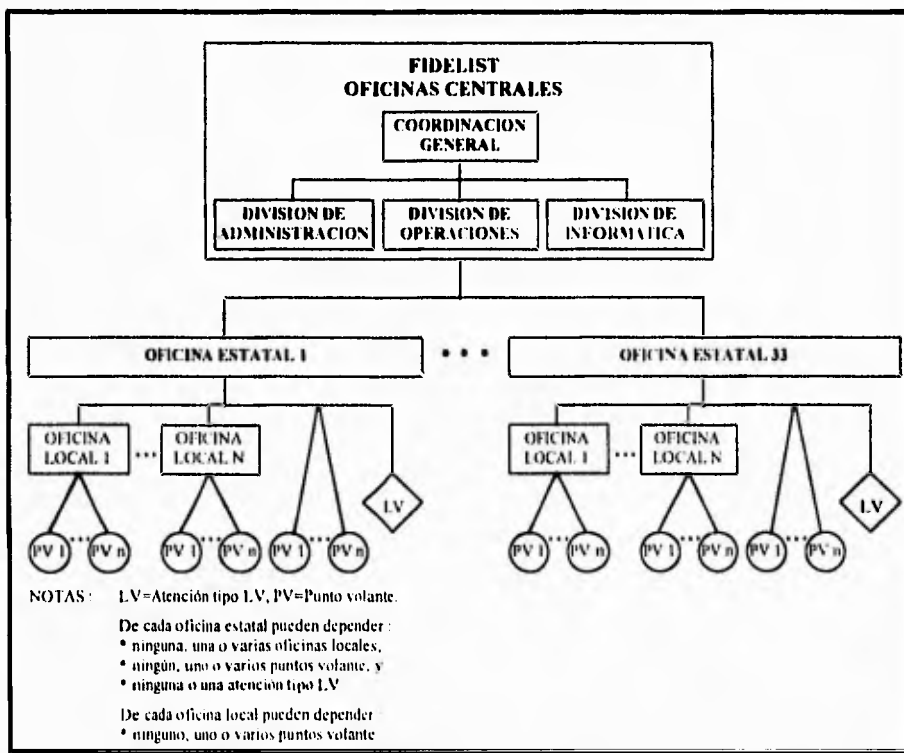 FIDELIST
OFICINAS CENTRALES
COORDINACION
GENERAL
DIVISION DE
ADMINISTRACION
DIVISION DE
OPERACIONES
DIVISION DE
INFORMATICA
OFICINA ESTATAL 1
• • •
OFICINA ESTATAL 33
OFICINA
LOCAL 1
...
OFICINA
LOCAL N
LV
PV 1
...
PV n
PV 1
...
PV n
PV 1
...
PV n
OFICINA
LOCAL 1
...
OFICINA
LOCAL N
LV
PV 1
...
PV n
PV 1
...
PV n
PV 1
...
PV n
NOTAS : LV=Atención tipo LV, PV=Punto volante.
De cada oficina estatal pueden depender :
* ninguna, una o varias oficinas locales,
* ningún, uno o varios puntos volante, y
* ninguna o una atención tipo LV
De cada oficina local pueden depender
* ninguno, uno o varios puntos volante